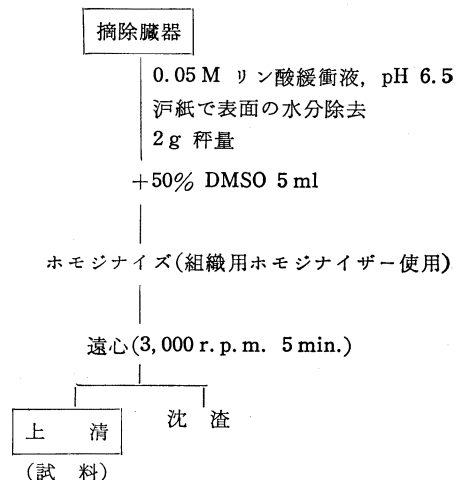 摘除臓器
0.05 M リン酸緩衝液, pH 6.5
沪紙で表面の水分除去
2 g 秤量
+50% DMSO 5 ml
ホモジナイズ(組織用ホモジナイザー使用)
遠心(3,000 r. p. m. 5 min.)
上 清 沈 渣
(試 料)